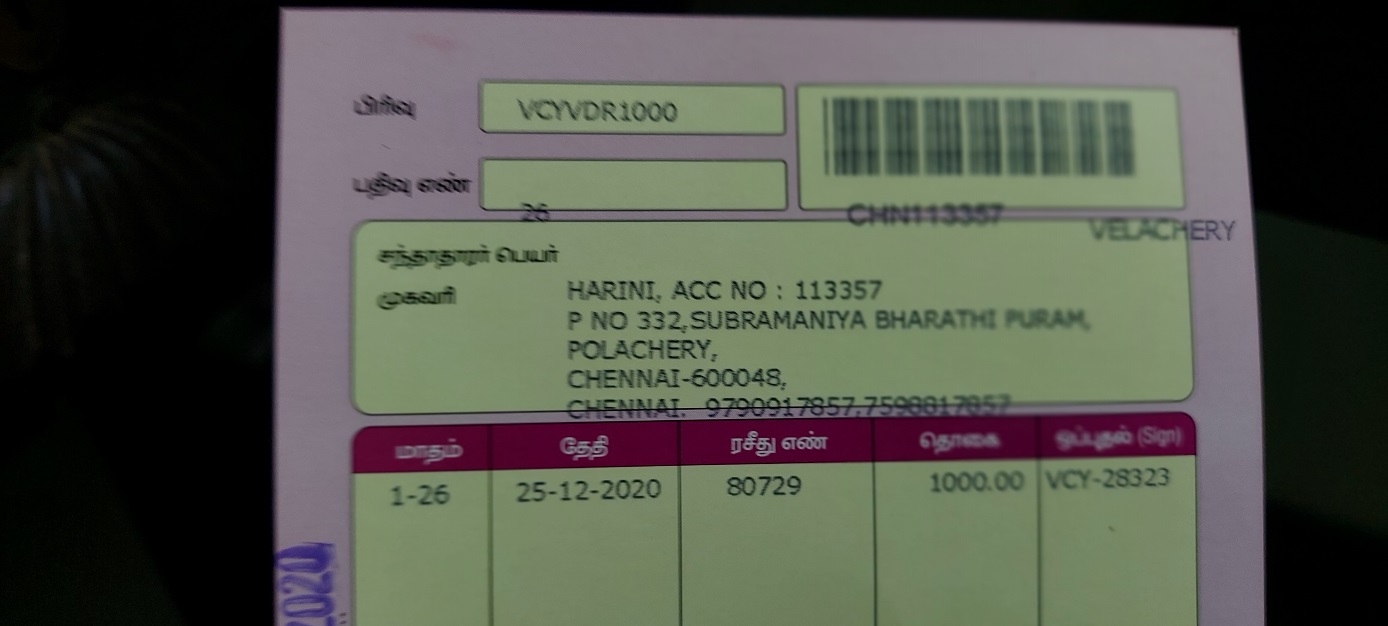 பிரிவு VCYVDR1000
பதிவு எண்
26 CHN113357 VELACHERY
சந்தாதாரர் பெயர்
முகவரி HARINI, ACC NO : 113357
P NO 332,SUBRAMANIYA BHARATHI PURAM,
POLACHERY,
CHENNAI-600048,
CHENNAI. 9790917857,7598817857
மாதம் தேதி ரசீது எண் தொகை ஒப்புதல் (Sign)
1-26 25-12-2020 80729 1000.00 VCY-28323
2020